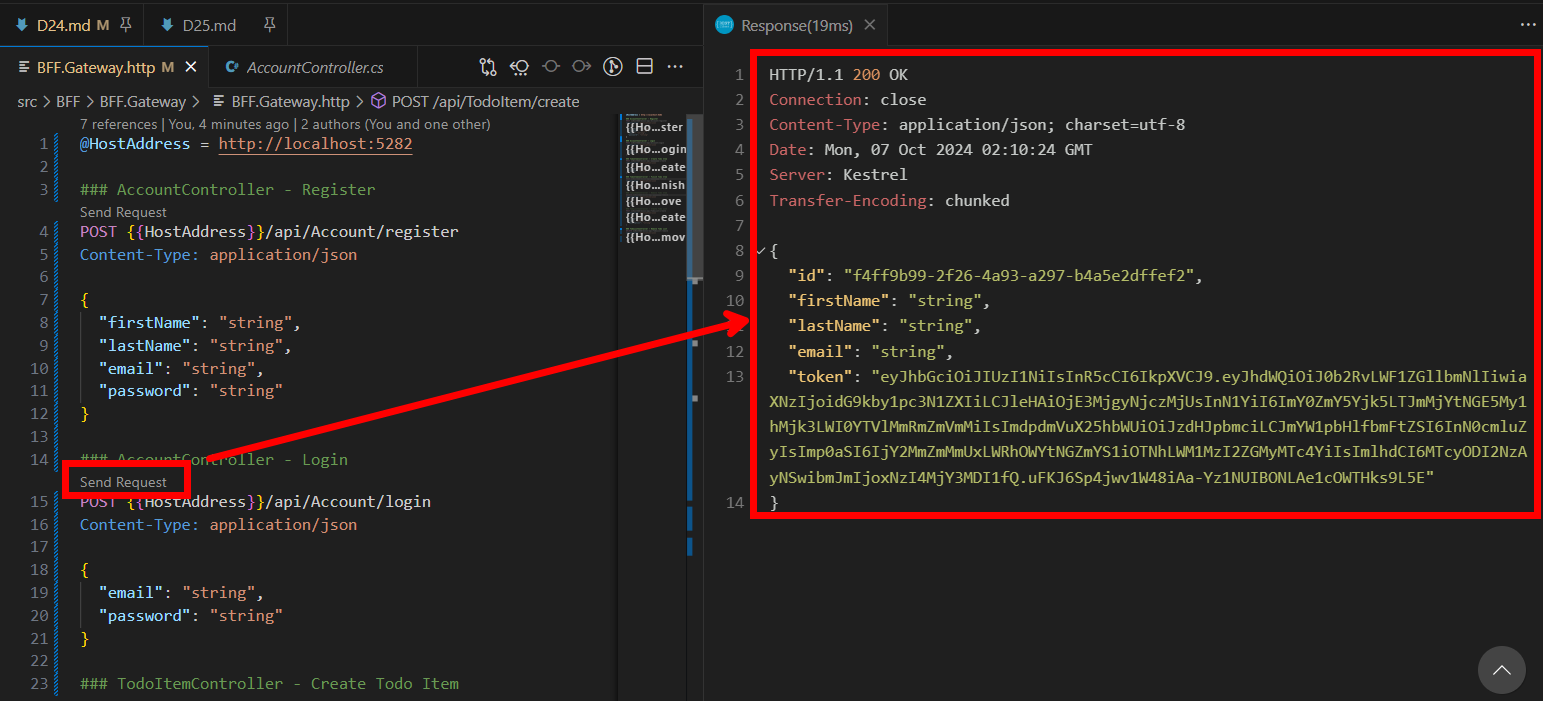 D24.md M
D25.md
BFF.Gateway.http M
AccountController.cs
src > BFF > BFF.Gateway > BFF.Gateway.http > POST /api/TodoItem/create
7 references | You, 4 minutes ago | 2 authors (You and one other)
1 @HostAddress = http://localhost:5282
2
3 ### AccountController - Register
Send Request
4 POST {{HostAddress}}/api/Account/register
5 Content-Type: application/json
6
7 {
8 "firstName": "string",
9 "lastName": "string",
10 "email": "string",
11 "password": "string"
12 }
13
14 ### AccountController - Login
Send Request
15 POST {{HostAddress}}/api/Account/login
16 Content-Type: application/json
17
18 {
19 "email": "string",
20 "password": "string"
21 }
22
23 ### TodoItemController - Create Todo Item
{{Ho...ster
{{Ho...ogin
{{Ho...eate
{{Ho...nish
{{Ho...ove
{{Ho...eate
{{Ho...mov
Response(19ms)
1 HTTP/1.1 200 OK
2 Connection: close
3 Content-Type: application/json; charset=utf-8
4 Date: Mon, 07 Oct 2024 02:10:24 GMT
5 Server: Kestrel
6 Transfer-Encoding: chunked
7
8 {
9 "id": "f4ff9b99-2f26-4a93-a297-b4a5e2dffef2",
10 "firstName": "string",
"lastName": "string",
12 "email": "string",
13 "token": "eyJhbGciOiJIUzI1NiIsInR5cCI6IkpXVCJ9.eyJhdWQiOiJ0b2RvLWF1ZGllbmNlIiwia
XNzIjoidG9kby1pc3N1ZXIiLCJleHAiOjE3MjgyNjczMjUsInN1YiI6ImY0ZmY5Yjk5LTJmMjYtNGE5My1
hMjk3LWI0YTVlMmRmZmVmMiIsImdpdmVuX25hbWUiOiJzdHJpbmciLCJmYW1pbHlfbmFtZSI6InN0cmluZ
yIsImp0aSI6IjY2MmZmMmUxLWRhOWYtNGZmYS1iOTNhLWM1MzI2ZGMyMTc4YiIsImlhdCI6MTcyODI2NzA
yNSwibmJmIjoxNzI4MjY3MDI1fQ.uFKJ6Sp4jwv1W48iAa-Yz1NUIBONLAe1cOWTHks9L5E"
14 }